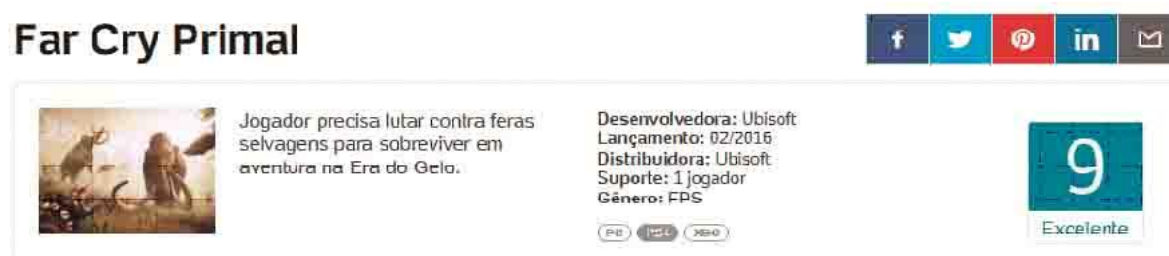 Far Cry Primal
f
in
Jogador precisa lutar contra feras
selvagens para sobreviver em
aventura na Era do Gelo.
Desenvolvedora: Ubisoft
Lançamento: 02/2016
Distribuidora: Ubisoft
Suporte: 1 jogador
Gênero: FPS
PC PS4
9
Excelente